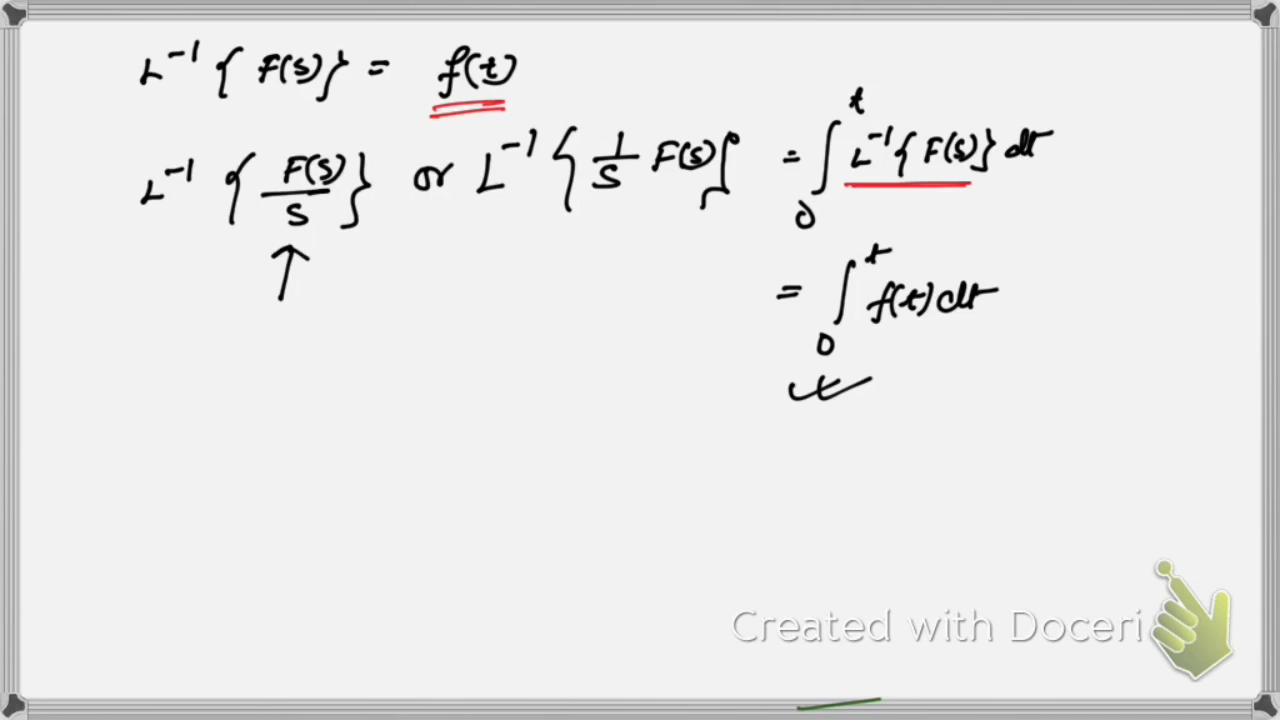 L⁻¹ { F(s) } = f(t)
L⁻¹ { F(s)/s } or L⁻¹ { 1/s F(s) } = ∫₀ᵗ L⁻¹{ F(s) } dt
= ∫₀ᵗ f(t) dt
Created with Doceri